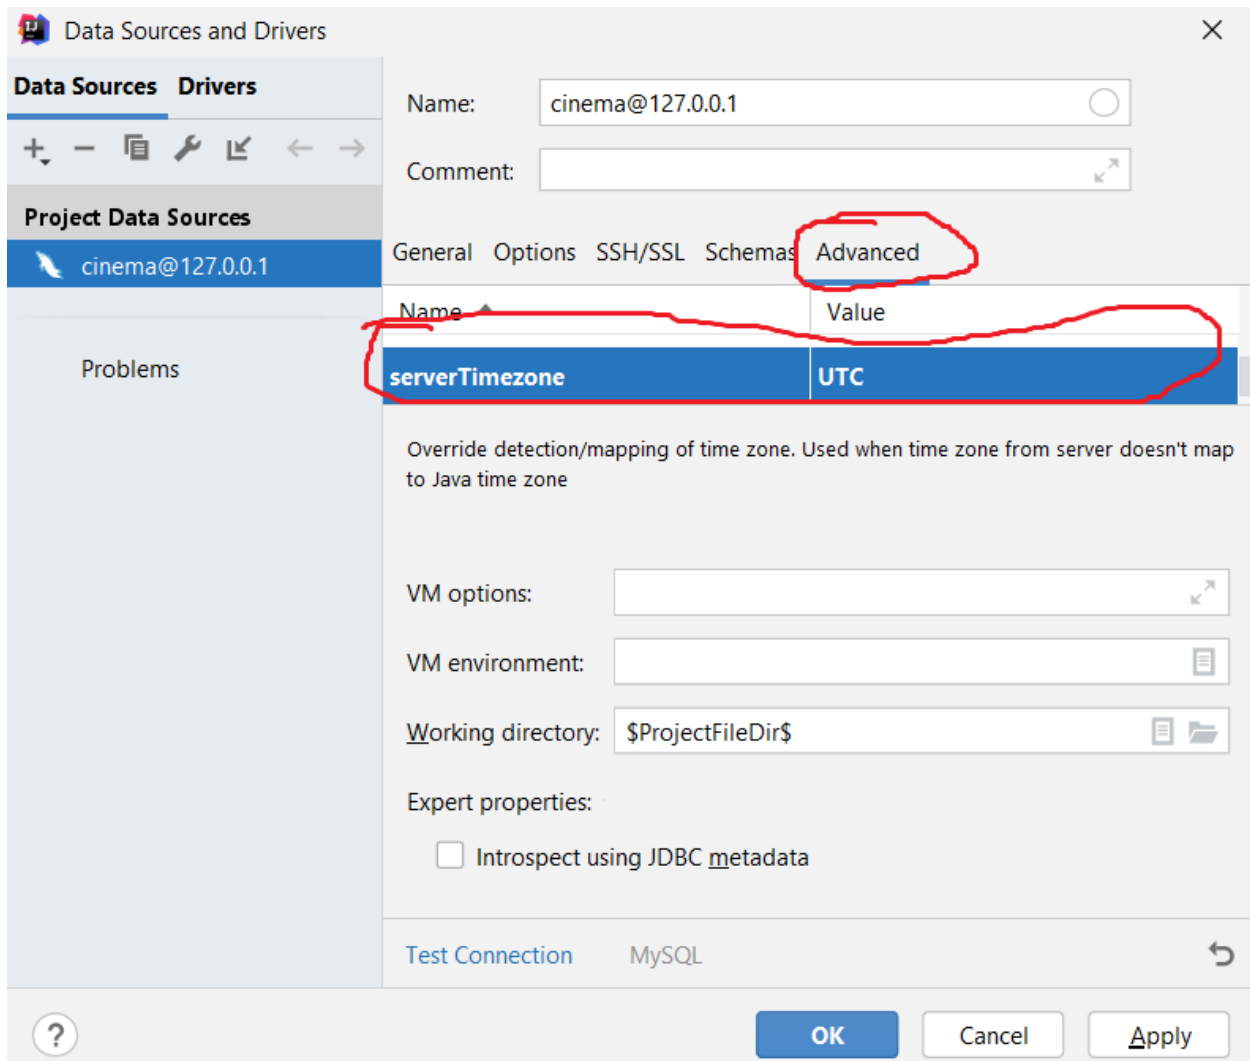 Data Sources and Drivers
Data Sources Drivers
Name: cinema@127.0.0.1
Comment:
Project Data Sources
cinema@127.0.0.1
Problems
General Options SSH/SSL Schemas Advanced
Name Value
serverTimezone UTC
Override detection/mapping of time zone. Used when time zone from server doesn't map
to Java time zone
VM options:
VM environment:
Working directory: $ProjectFileDir$
Expert properties:
Introspect using JDBC metadata
Test Connection MySQL
? OK Cancel Apply